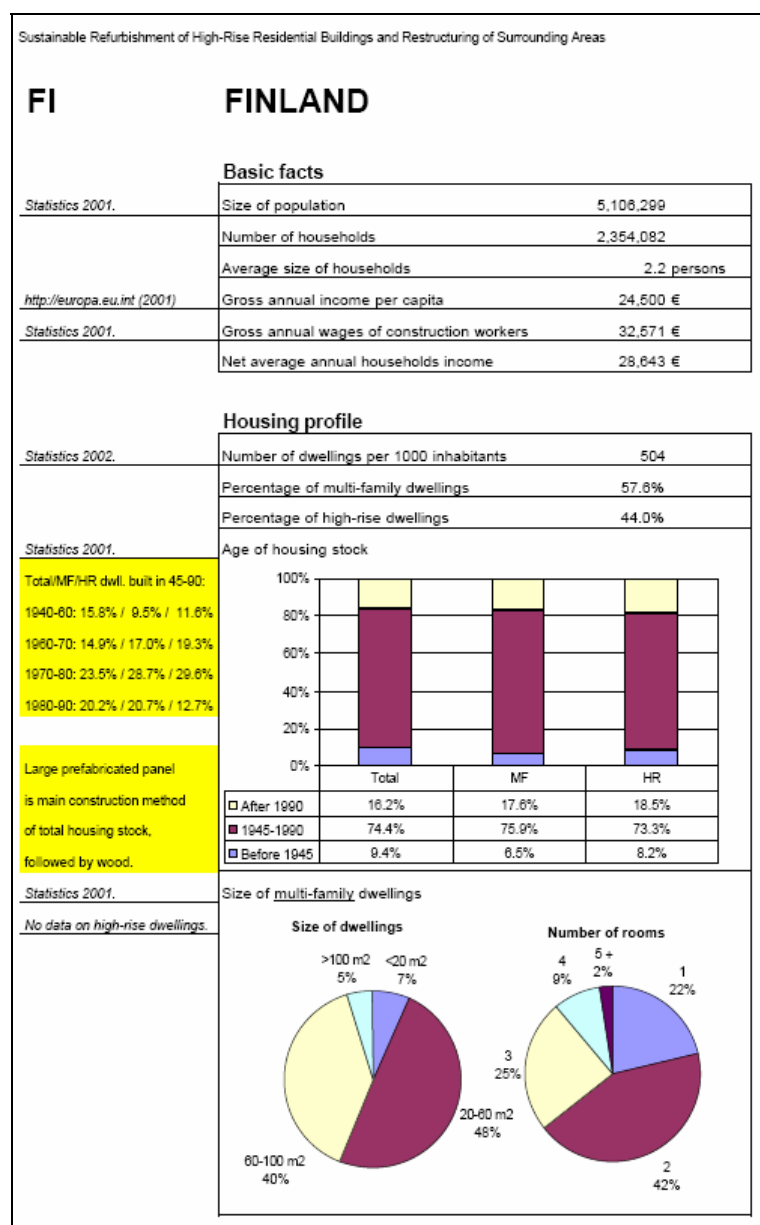 Sustainable Refurbishment of High-Rise Residential Buildings and Restructuring of Surrounding Areas
FI FINLAND
Basic facts
Statistics 2001. Size of population 5,106,299
Number of households 2,354,082
Average size of households 2.2 persons
http://europa.eu.int (2001) Gross annual income per capita 24,500 €
Statistics 2001. Gross annual wages of construction workers 32,571 €
Net average annual households income 28,643 €
Housing profile
Statistics 2002. Number of dwellings per 1000 inhabitants 504
Percentage of multi-family dwellings 57.6%
Percentage of high-rise dwellings 44.0%
Statistics 2001. Age of housing stock
Total/MF/HR dwll. built in 45-90:
1940-60: 15.8% / 9.5% / 11.6%
1960-70: 14.9% / 17.0% / 19.3%
1970-80: 23.5% / 28.7% / 29.6%
1980-90: 20.2% / 20.7% / 12.7%
100%
80%
60%
40%
20%
0%
Large prefabricated panel
is main construction method
of total housing stock,
followed by wood.
Total MF HR
After 1990 16.2% 17.6% 18.5%
1945-1990 74.4% 75.9% 73.3%
Before 1945 9.4% 6.5% 8.2%
Statistics 2001. Size of multi-family dwellings
No data on high-rise dwellings.
Size of dwellings
>100 m2
5%
<20 m2
7%
20-60 m2
48%
60-100 m2
40%
Number of rooms
5 +
2%
1
22%
2
42%
3
25%
4
9%